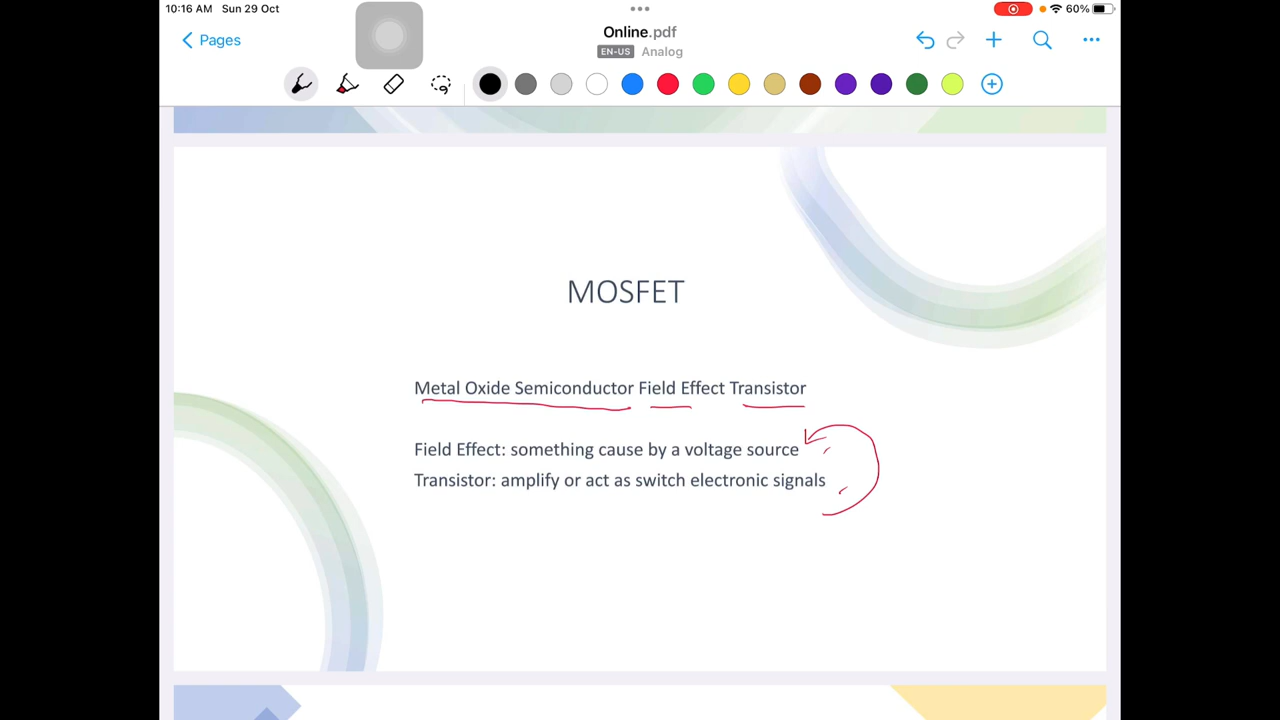 10:16 AM Sun 29 Oct
60%
Pages
Online.pdf
EN-US Analog
MOSFET
Metal Oxide Semiconductor Field Effect Transistor
Field Effect: something cause by a voltage source
Transistor: amplify or act as switch electronic signals